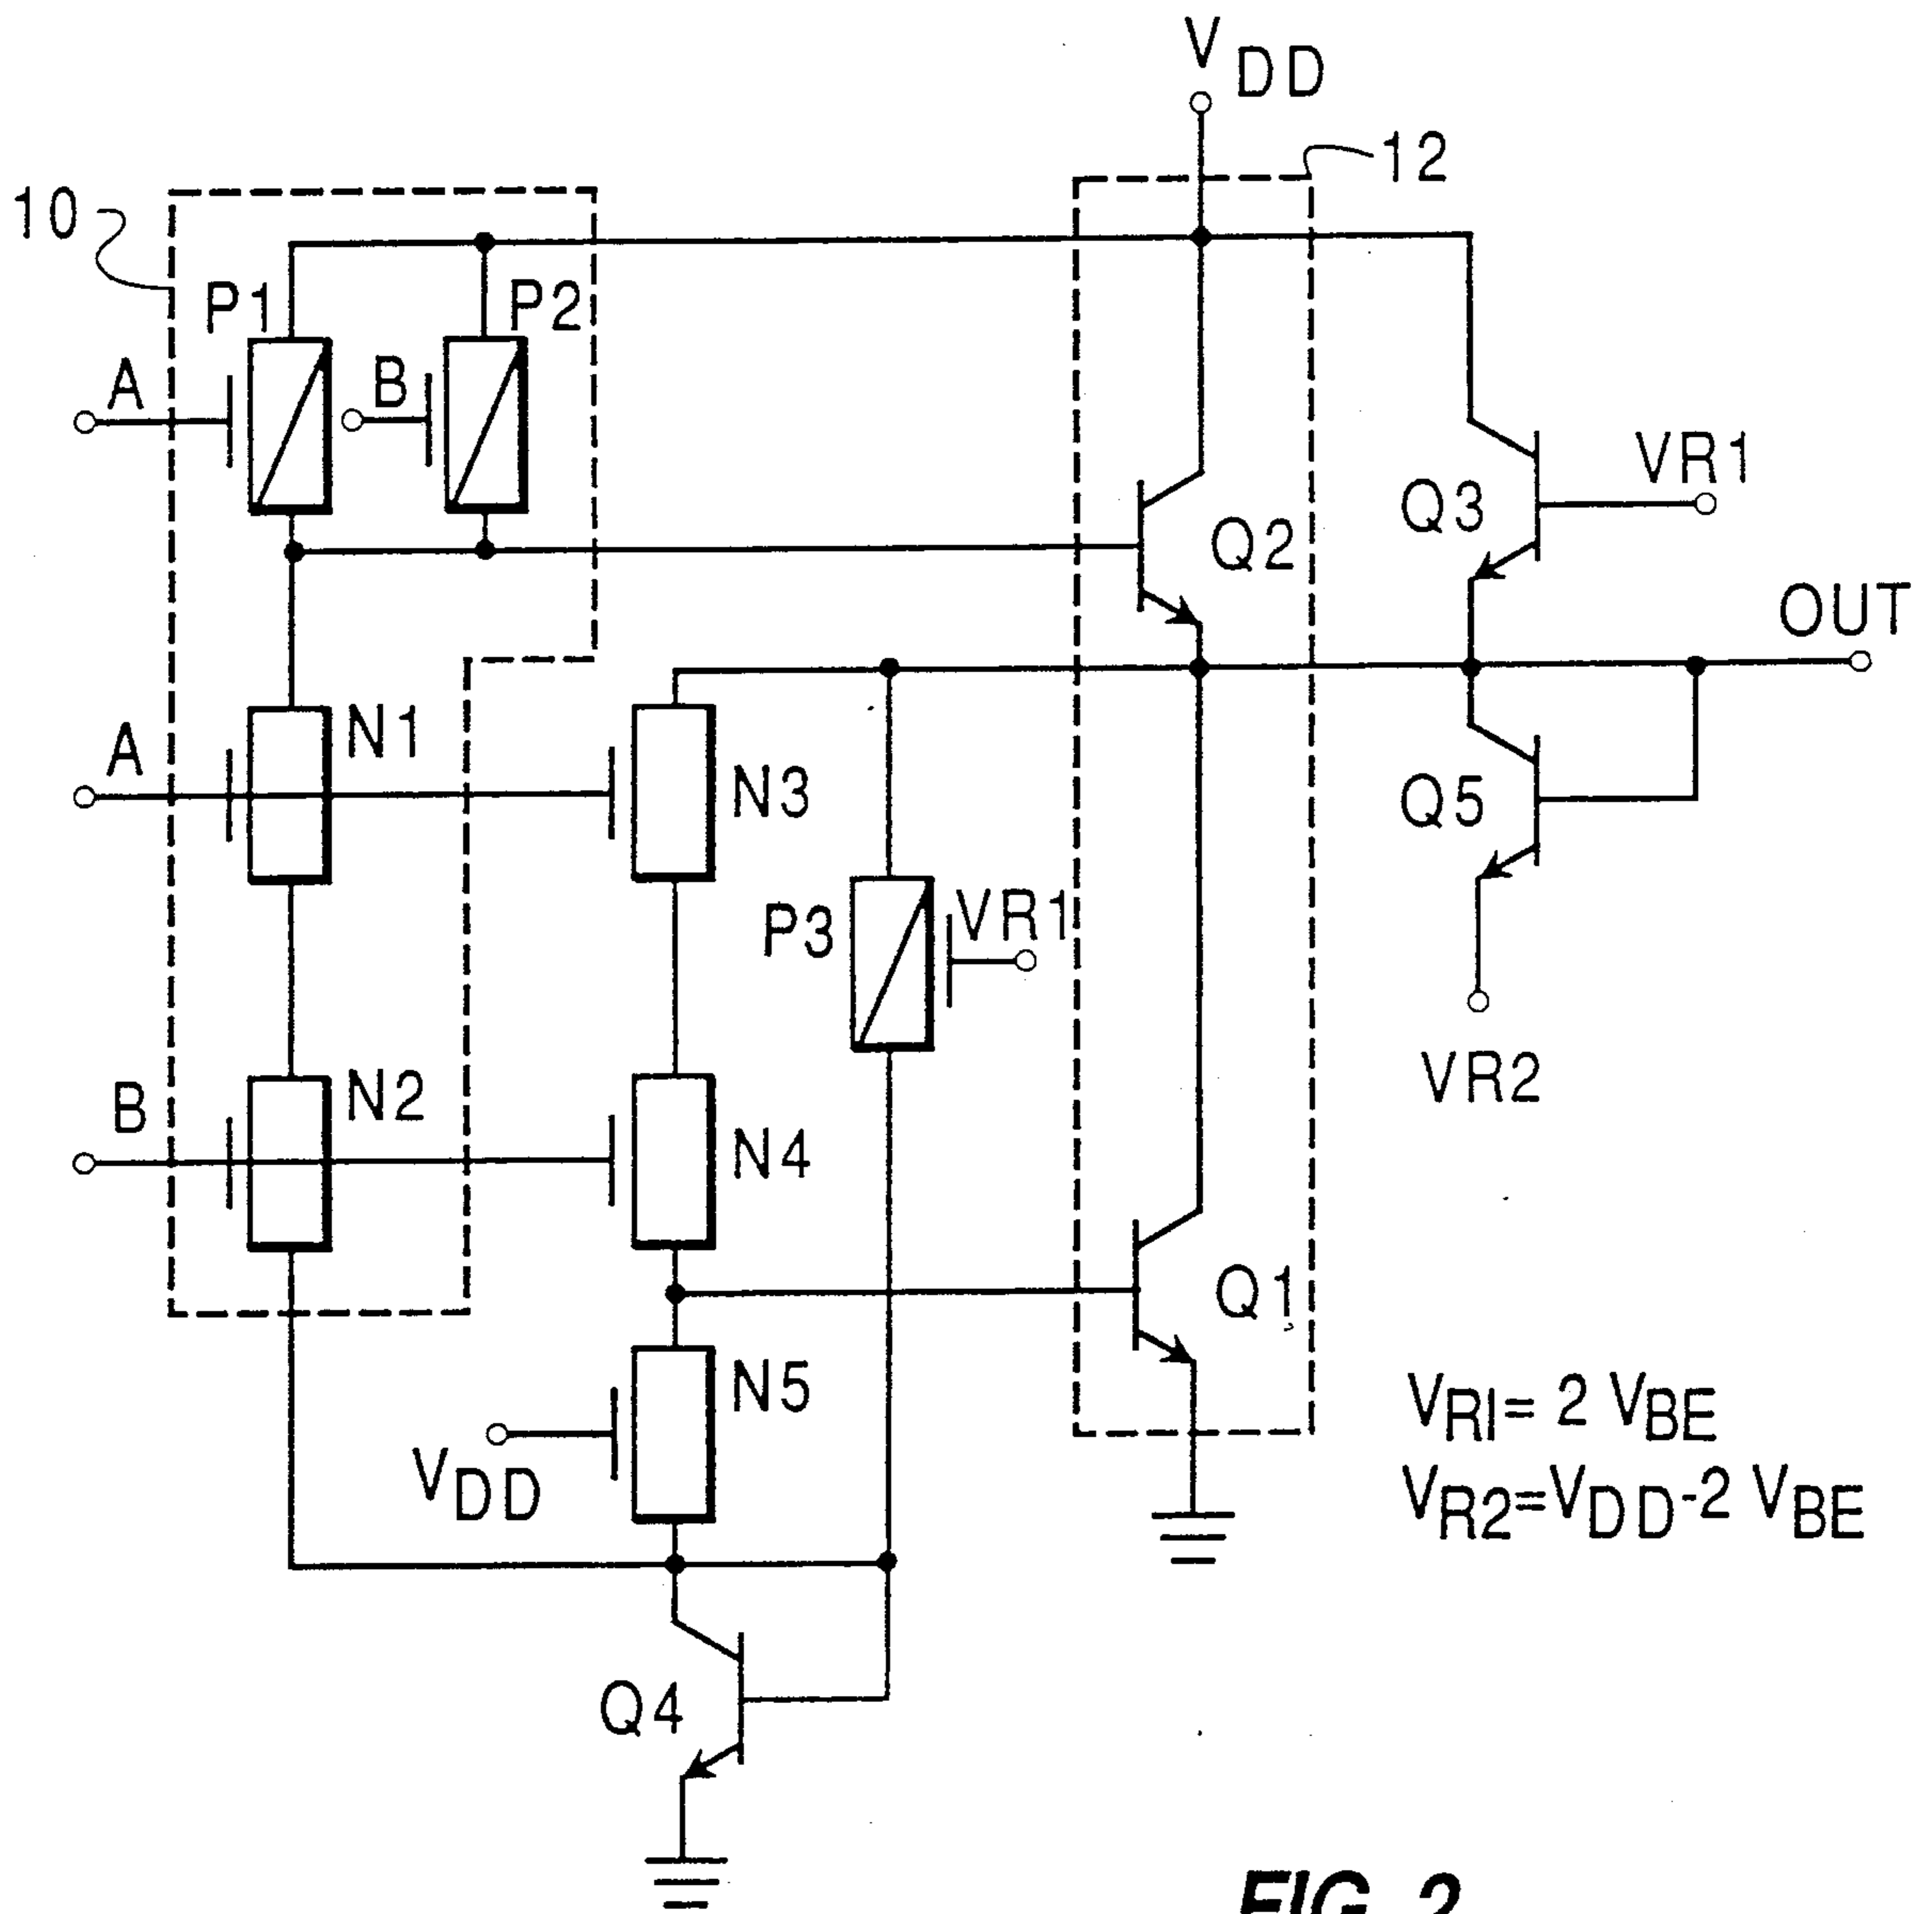 V DD
12
10
P1
P2
A
B
VR1
Q3
Q2
OUT
A
N1
N3
Q5
P3
VR1
B
N2
N4
VR2
Q1
N5
VDD
VRI= 2 VBE
VR2=VDD-2 VBE
Q4
FIG. 2